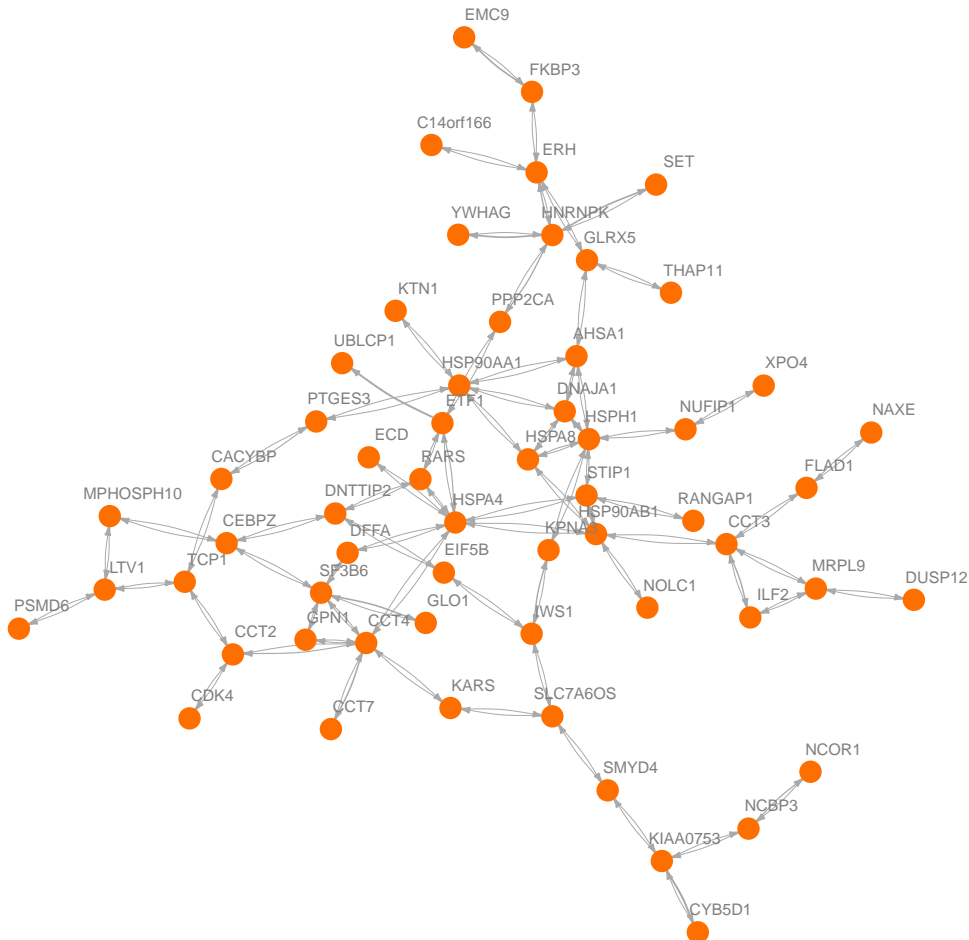 EMC9
FKBP3
C14orf166
ERH
SET
YWHAG
HNRNPK
GLRX5
THAP11
KTN1
PPP2CA
UBLCP1
AHSA1
HSP90AA1
XPO4
PTGES3
ETF1
DNAJA1
NAXE
HSPH1
NUFIP1
ECD
HSPA8
CACYBP
RARS
STIP1
FLAD1
MPHOSPH10
DNTTIP2
HSPA4
RANGAP1
CEBPZ
DFFA
KPNA3
HSP90AB1
CCT3
LTV1
TCP1
SF3B6
EIF5B
MRPL9
PSMD6
GLO1
NOLC1
ILF2
DUSP12
CCT2
GPN1
CCT4
IWS1
CDK4
CCT7
KARS
SLC7A6OS
SMYD4
NCOR1
NCBP3
KIAA0753
CYB5D1